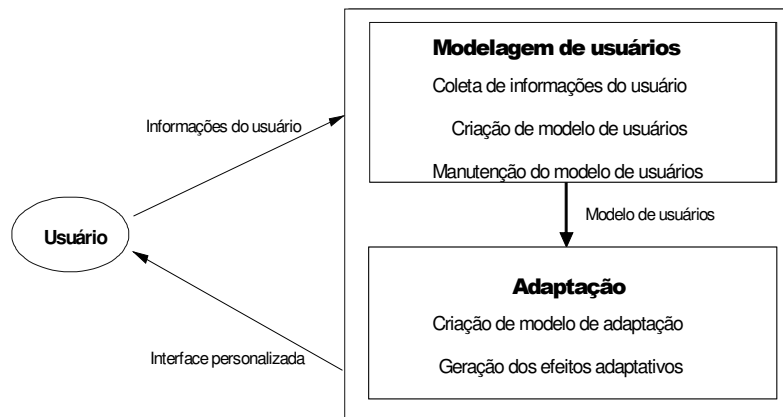 Modelagem de usuários
Coleta de informações do usuário
Criação de modelo de usuários
Manutenção do modelo de usuários
Informações do usuário
Modelo de usuários
Usuário
Adaptação
Criação de modelo de adaptação
Geração dos efeitos adaptativos
Interface personalizada